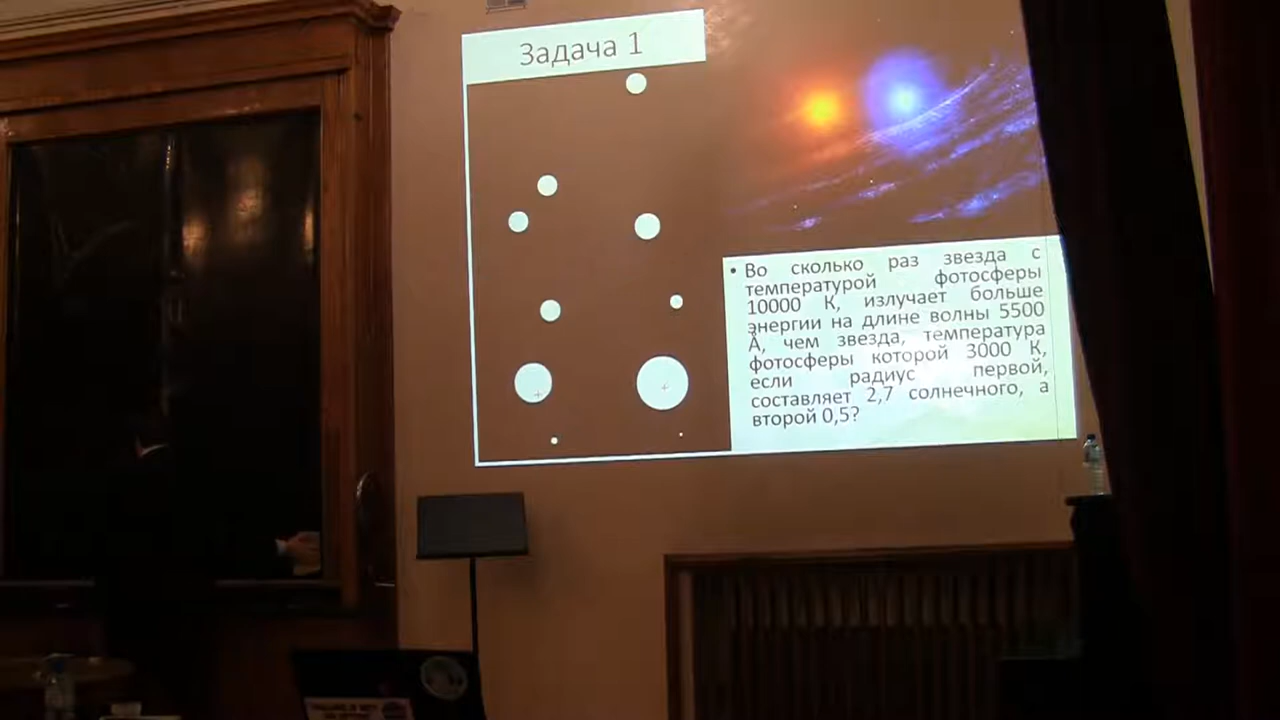 Задача 1
• Во сколько раз звезда с
температурой фотосферы
10000 К, излучает больше
энергии на длине волны 5500
Å, чем звезда, температура
фотосферы которой 3000 К,
если радиус первой,
составляет 2,7 солнечного, а
второй 0,5?